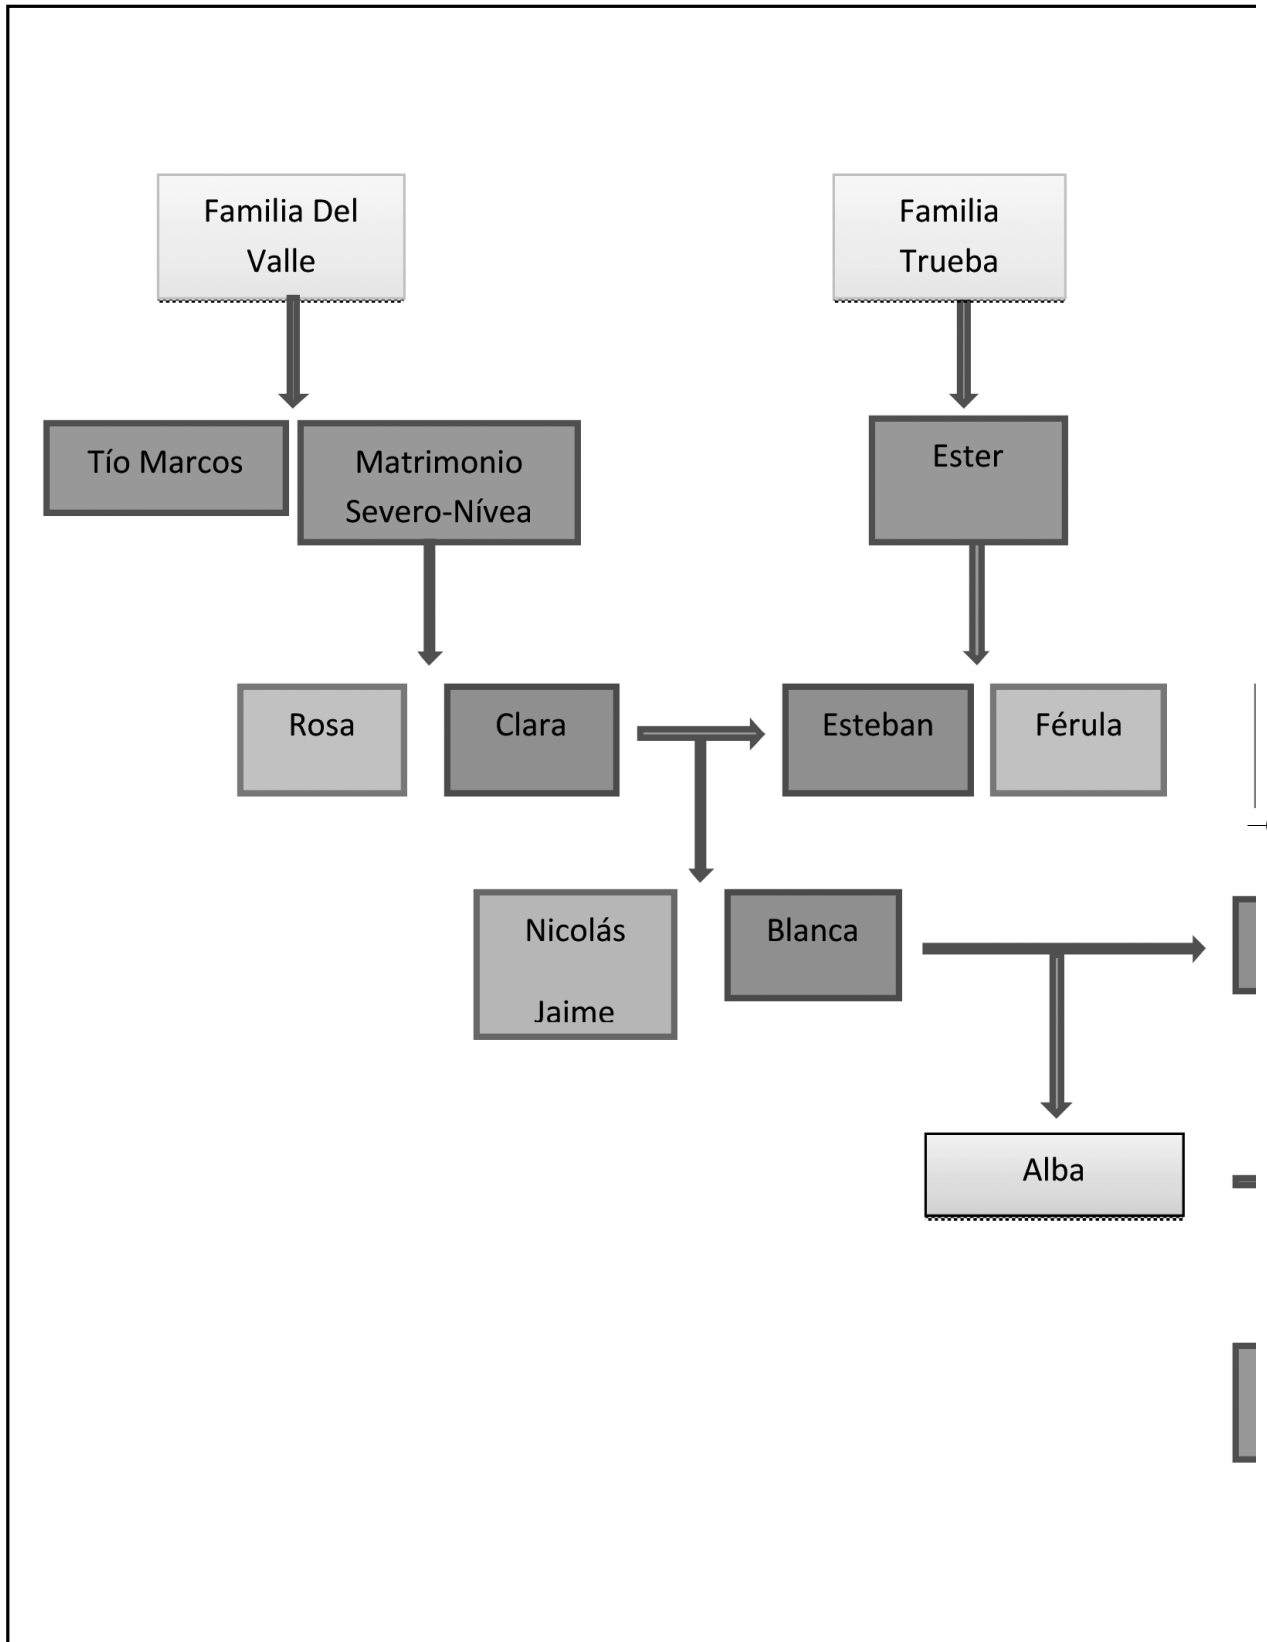 Familia Del
Valle
Familia
Trueba
Tío Marcos
Matrimonio
Severo-Nívea
Ester
Rosa
Clara
Esteban
Férula
Nicolás
Jaime
Blanca
Alba